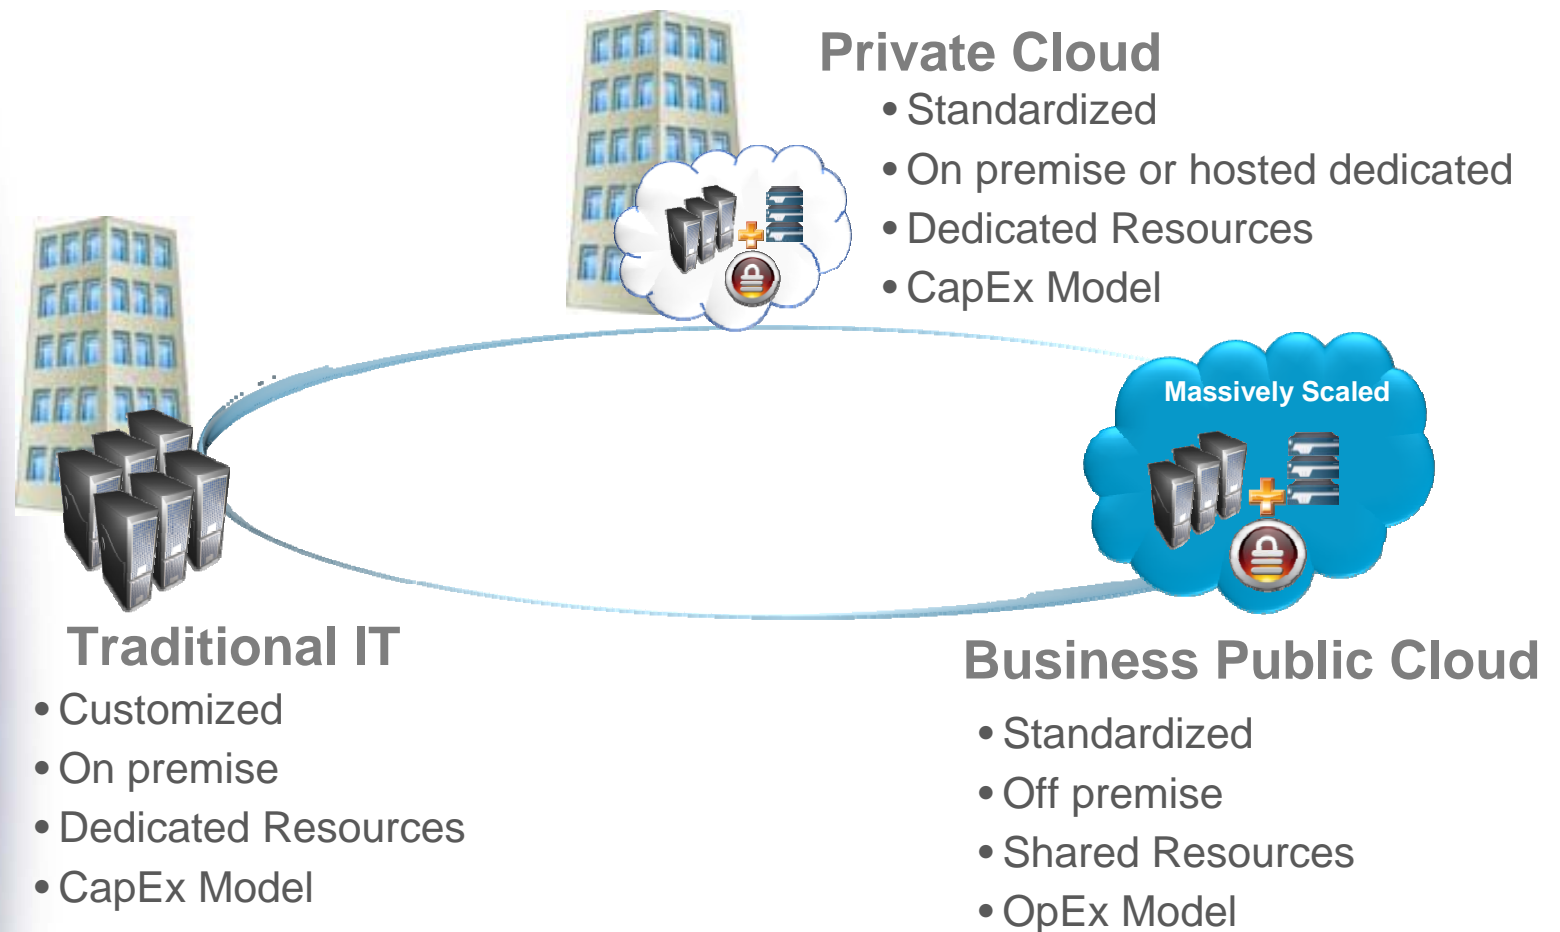 Private Cloud
• Standardized
• On premise or hosted dedicated
• Dedicated Resources
• CapEx Model
Massively Scaled
Traditional IT
• Customized
• On premise
• Dedicated Resources
• CapEx Model
Business Public Cloud
• Standardized
• Off premise
• Shared Resources
• OpEx Model